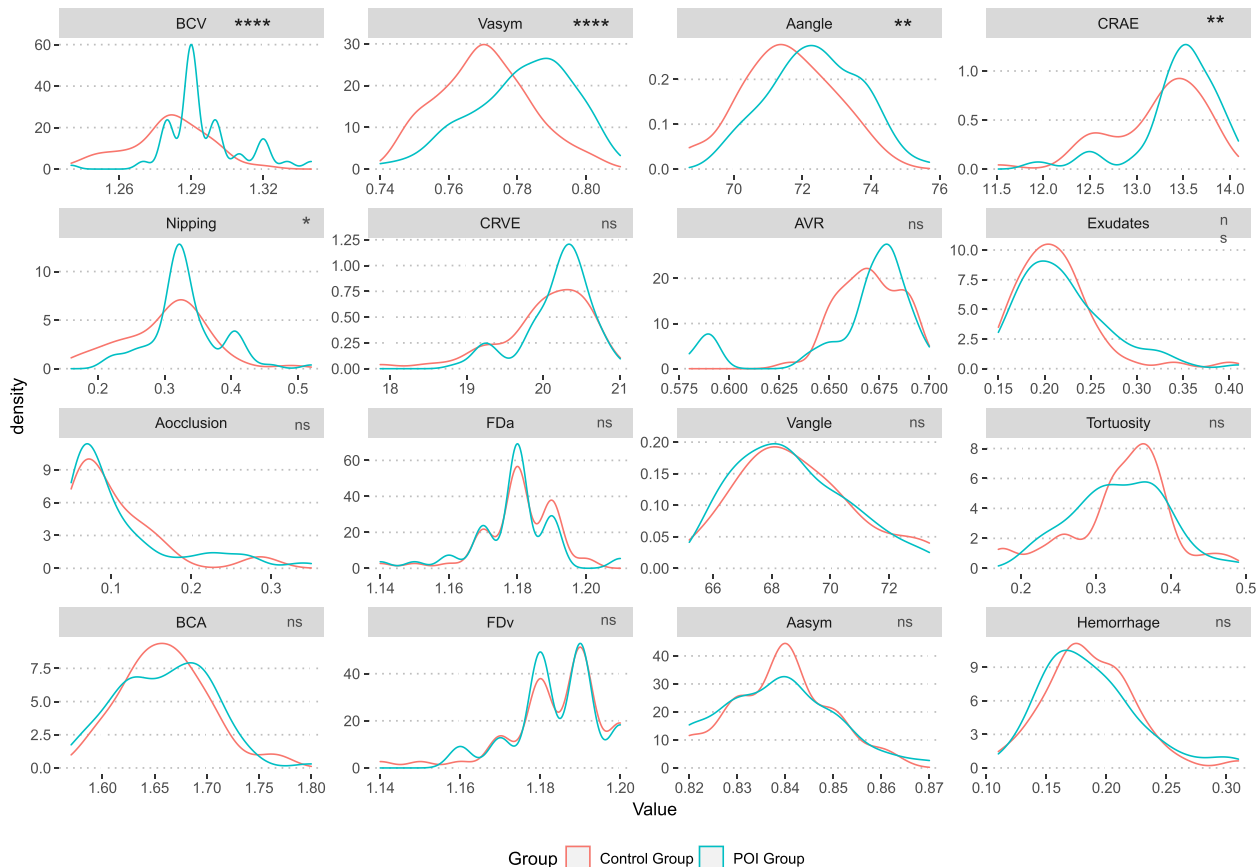 BCV ****
Vasym ****
Aangle **
CRAE **
60
40
20
0
1.26 1.29 1.32
30
20
10
0
0.74 0.76 0.78 0.80
0.2
0.1
0.0
70 72 74 76
1.0
0.5
0.0
11.5 12.0 12.5 13.0 13.5 14.0
Nipping *
CRVE ns
AVR ns
Exudates n
s
10
5
0
0.2 0.3 0.4 0.5
1.25
1.00
0.75
0.50
0.25
0.00
18 19 20 21
20
10
0
0.580 0.600 0.625 0.650 0.675 0.700
10.0
7.5
5.0
2.5
0.0
0.15 0.20 0.25 0.30 0.35 0.40
density
Aocclusion ns
FDa ns
Vangle ns
Tortuosity ns
9
6
3
0
0.1 0.2 0.3
60
40
20
0
1.14 1.16 1.18 1.20
0.20
0.15
0.10
0.05
0.00
66 68 70 72
8
6
4
2
0
0.2 0.3 0.4 0.5
BCA ns
FDv ns
Aasym ns
Hemorrhage ns
7.5
5.0
2.5
0.0
1.60 1.65 1.70 1.75 1.80
40
20
0
1.14 1.16 1.18 1.20
40
30
20
10
0
0.82 0.83 0.84 0.85 0.86 0.87
9
6
3
0
0.10 0.15 0.20 0.25 0.30
Value
Group Control Group POI Group